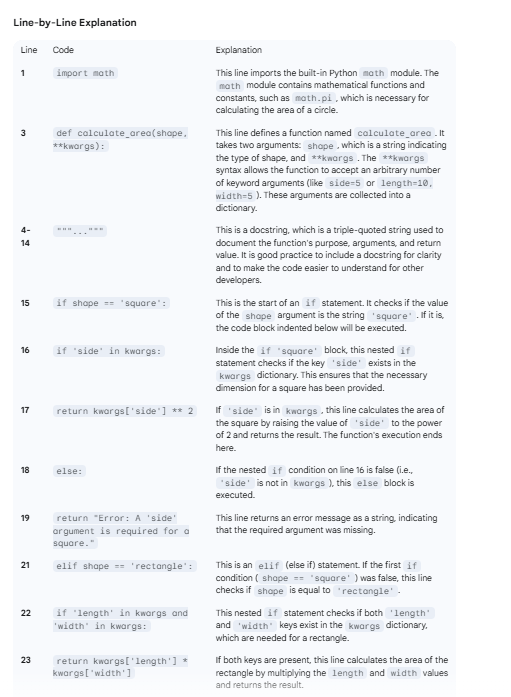 Line-by-Line Explanation
Line Code Explanation
1 import math This line imports the built-in Python math module. The
math module contains mathematical functions and
constants, such as math.pi , which is necessary for
calculating the area of a circle.
3 def calculate_area(shape, This line defines a function named calculate_area . It
**kwargs): takes two arguments: shape , which is a string indicating
the type of shape, and **kwargs . The **kwargs
syntax allows the function to accept an arbitrary number
of keyword arguments (like side=5 or length=10,
width=5 ). These arguments are collected into a
dictionary.
4- """...""" This is a docstring, which is a triple-quoted string used to
14 document the function's purpose, arguments, and return
value. It is good practice to include a docstring for clarity
and to make the code easier to understand for other
developers.
15 if shape == 'square': This is the start of an if statement. It checks if the value
of the shape argument is the string 'square' . If it is,
the code block indented below will be executed.
16 if 'side' in kwargs: Inside the if 'square' block, this nested if
statement checks if the key 'side' exists in the
kwargs dictionary. This ensures that the necessary
dimension for a square has been provided.
17 return kwargs['side'] ** 2 If 'side' is in kwargs , this line calculates the area of
the square by raising the value of 'side' to the power
of 2 and returns the result. The function's execution ends
here.
18 else: If the nested if condition on line 16 is false (i.e.,
'side' is not in kwargs ), this else block is
executed.
19 return "Error: A 'side' This line returns an error message as a string, indicating
argument is required for a that the required argument was missing.
square."
21 elif shape == 'rectangle': This is an elif (else if) statement. If the first if
condition ( shape == 'square' ) was false, this line
checks if shape is equal to 'rectangle' .
22 if 'length' in kwargs and This nested if statement checks if both 'length'
'width' in kwargs: and 'width' keys exist in the kwargs dictionary,
which are needed for a rectangle.
23 return kwargs['length'] * If both keys are present, this line calculates the area of the
kwargs['width'] rectangle by multiplying the length and width values
and returns the result.